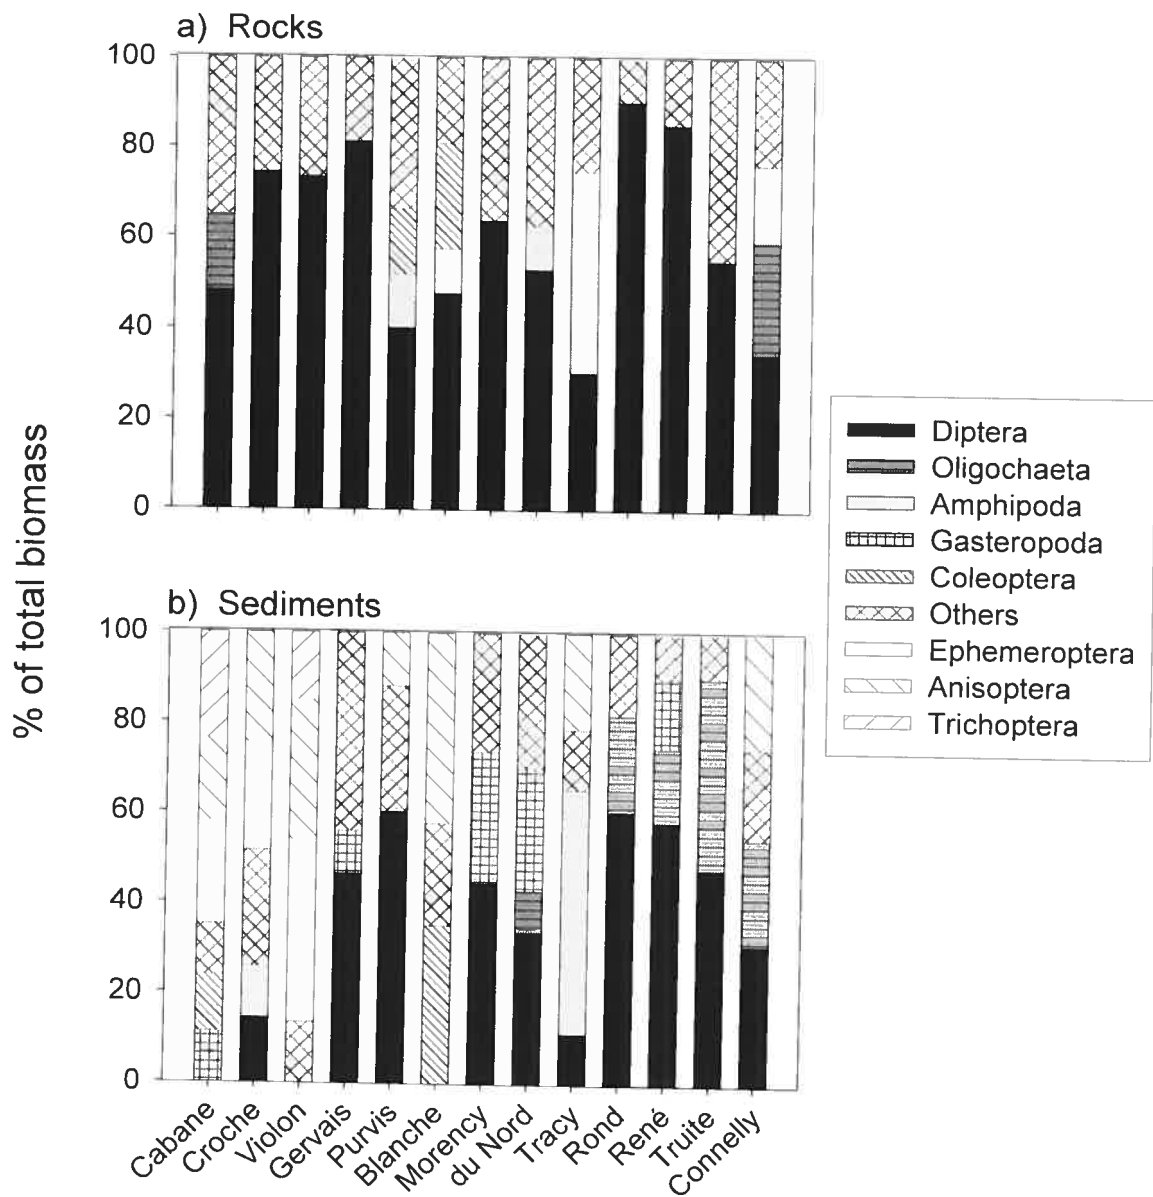 a) Rocks
100
80
60
40
20
0
% of total biomass
Diptera
Oligochaeta
Amphipoda
Gasteropoda
Coleoptera
Others
Ephemeroptera
Anisoptera
Trichoptera
b) Sediments
100
80
60
40
20
0
Cabane
Croche
Violon
Gervais
Purvis
Blanche
Morency
du Nord
Tracy
Rond
René
Truite
Connelly